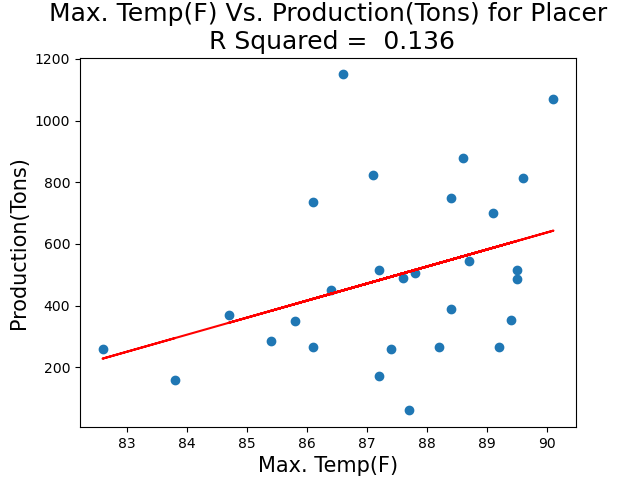 Max. Temp(F) Vs. Production(Tons) for Placer
R Squared =  0.136
1200
1000
800
600
400
200
Production(Tons)
83 84 85 86 87 88 89 90
Max. Temp(F)